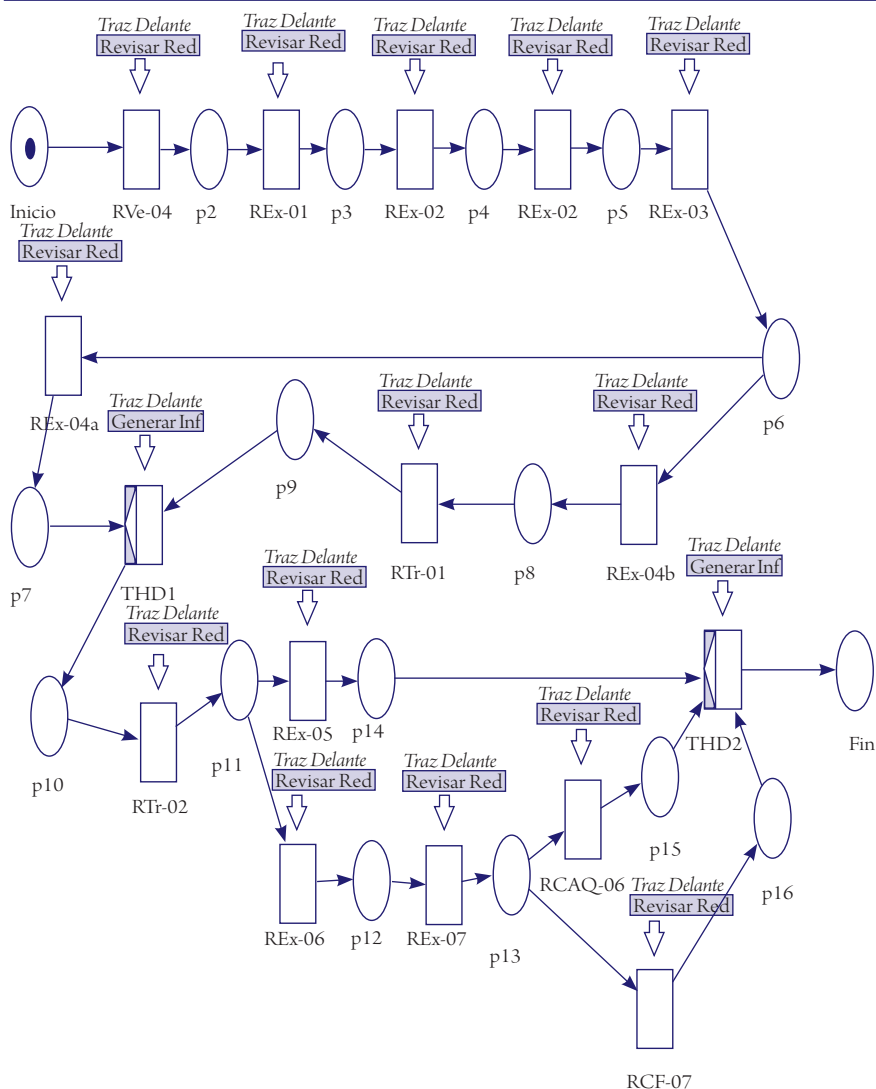 Traz Delante
Revisar Red
Traz Delante
Revisar Red
Traz Delante
Revisar Red
Traz Delante
Revisar Red
Traz Delante
Revisar Red
Inicio
RVe-04
p2
REx-01
p3
REx-02
p4
REx-02
p5
REx-03
Traz Delante
Revisar Red
REx-04a
Traz Delante
Generar Inf
p9
Traz Delante
Revisar Red
Traz Delante
Revisar Red
p6
p7
THD1
RTr-01
p8
REx-04b
Traz Delante
Revisar Red
Traz Delante
Revisar Red
Traz Delante
Generar Inf
p10
RTr-02
p11
REx-05
p14
Traz Delante
Revisar Red
THD2
Fin
Traz Delante
Revisar Red
Traz Delante
Revisar Red
REx-06
p12
REx-07
p13
RCAQ-06
p15
Traz Delante
Revisar Red
p16
RCF-07